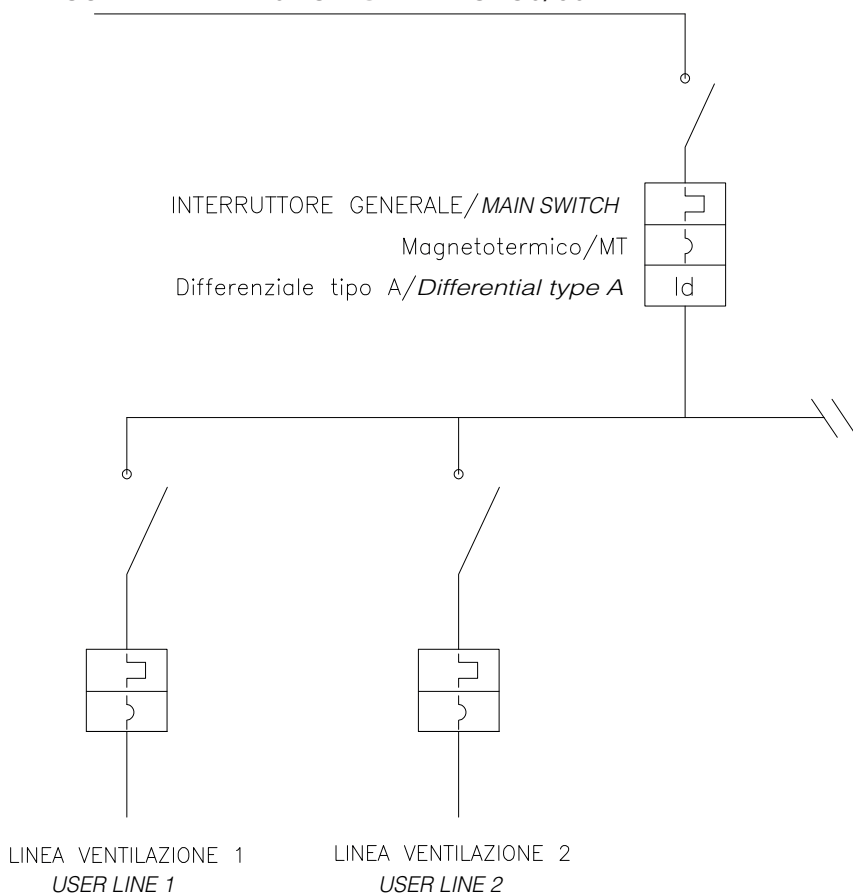 INTERRUTTORE GENERALE/MAIN SWITCH
Magnetotermico/MT
Differenziale tipo A/Differential type A
Id
LINEA VENTILAZIONE 1
USER LINE 1
LINEA VENTILAZIONE 2
USER LINE 2